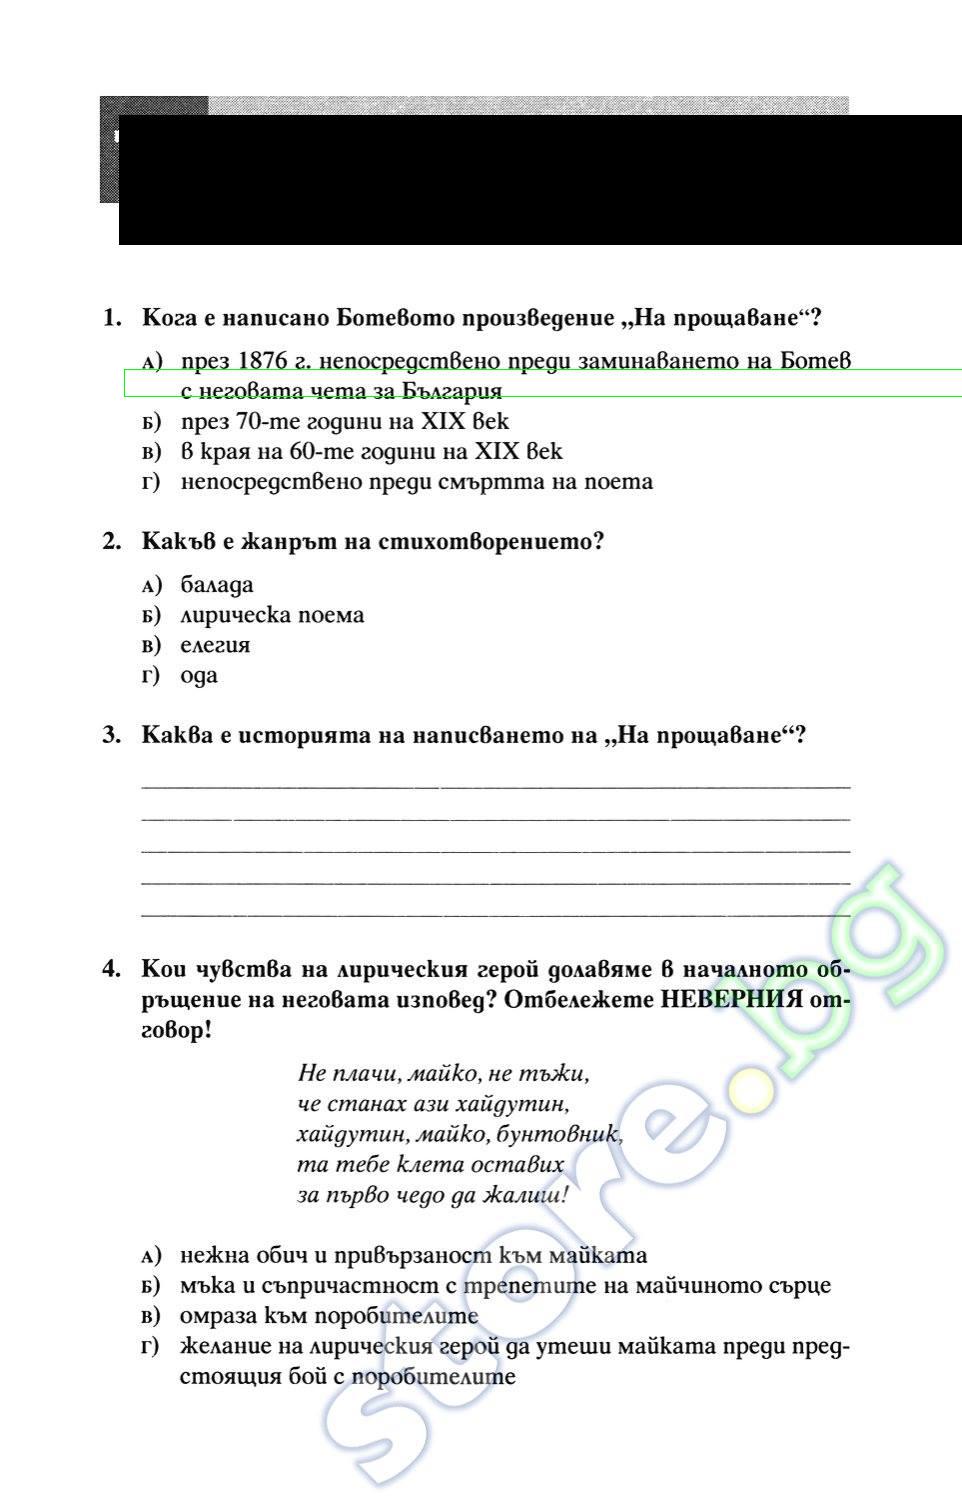 1. Кога е написано Ботевото произведение „На прощаване“?
А) през 1876 г. непосредствено преди заминаването на Ботев
с неговата чета за България
Б) през 70-те години на XIX век
В) в края на 60-те години на XIX век
Г) непосредствено преди смъртта на поета
2. Какъв е жанрът на стихотворението?
А) балада
Б) лирическа поема
В) елегия
Г) ода
3. Каква е историята на написването на „На прощаване“?
4. Кои чувства на лирическия герой долавяме в началното об-
ръщение на неговата изповед? Отбележете НЕВЕРНИЯ от-
говор!
Не плачи, майко, не тъжи,
че станах ази хайдутин,
хайдутин, майко, бунтовник,
та тебе клета оставих
за първо чедо да жалиш!
А) нежна обич и привързаност към майката
Б) мъка и съпричастност с трепетите на майчиното сърце
В) омраза към поробителите
Г) желание на лирическия герой да утеши майката преди пред-
стоящия бой с поробителите
store.bg